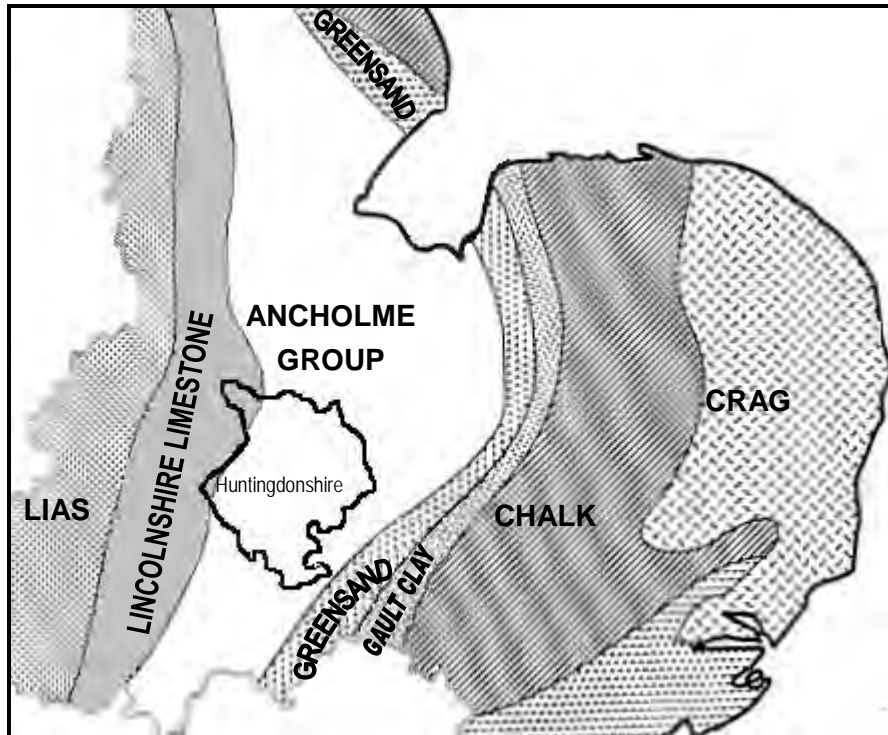 GREENSAND
ANCHOLME
GROUP
LINCOLNSHIRE LIMESTONE
CRAG
Huntingdonshire
LIAS
CHALK
GREENSAND
GAULT CLAY